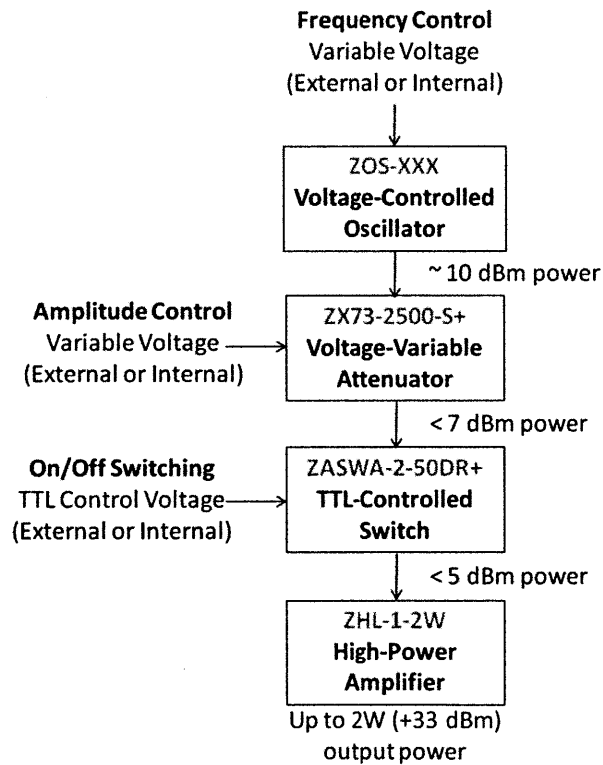 Frequency Control
Variable Voltage
(External or Internal)
ZOS-XXX
Voltage-Controlled
Oscillator
~ 10 dBm power
Amplitude Control
Variable Voltage
(External or Internal)
ZX73-2500-S+
Voltage-Variable
Attenuator
< 7 dBm power
On/Off Switching
TTL Control Voltage
(External or Internal)
ZASWA-2-50DR+
TTL-Controlled
Switch
< 5 dBm power
ZHL-1-2W
High-Power
Amplifier
Up to 2W (+33 dBm)
output power